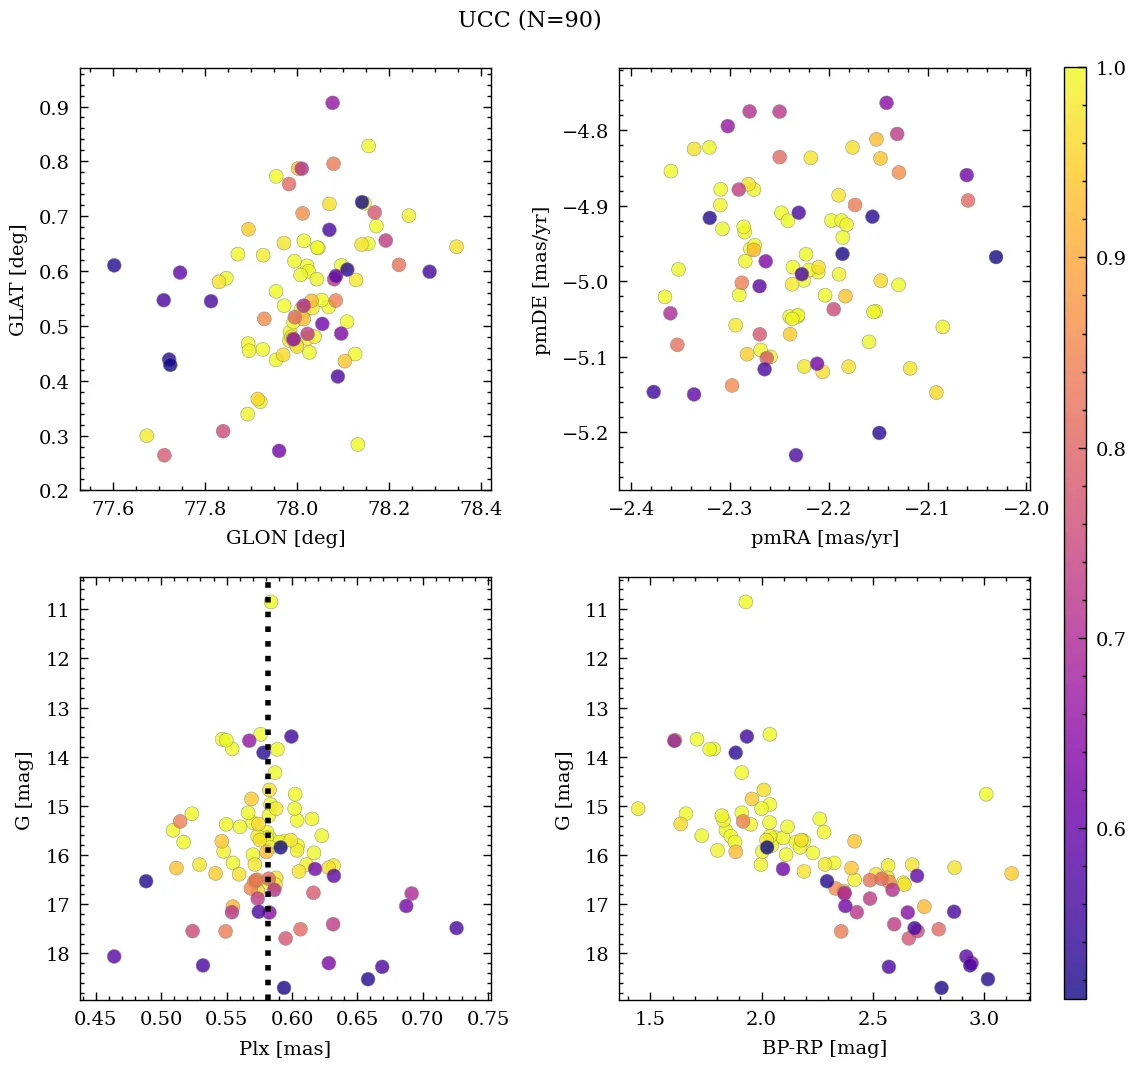 UCC (N=90)
0.9
0.8
0.7
0.6
0.5
0.4
0.3
0.2
GLAT [deg]
77.6 77.8 78.0 78.2 78.4
GLON [deg]
−4.8
−4.9
−5.0
−5.1
−5.2
pmDE [mas/yr]
−2.4 −2.3 −2.2 −2.1 −2.0
pmRA [mas/yr]
11
12
13
14
15
16
17
18
G [mag]
0.45 0.50 0.55 0.60 0.65 0.70 0.75
Plx [mas]
11
12
13
14
15
16
17
18
G [mag]
1.5 2.0 2.5 3.0
BP-RP [mag]
1.0
0.9
0.8
0.7
0.6